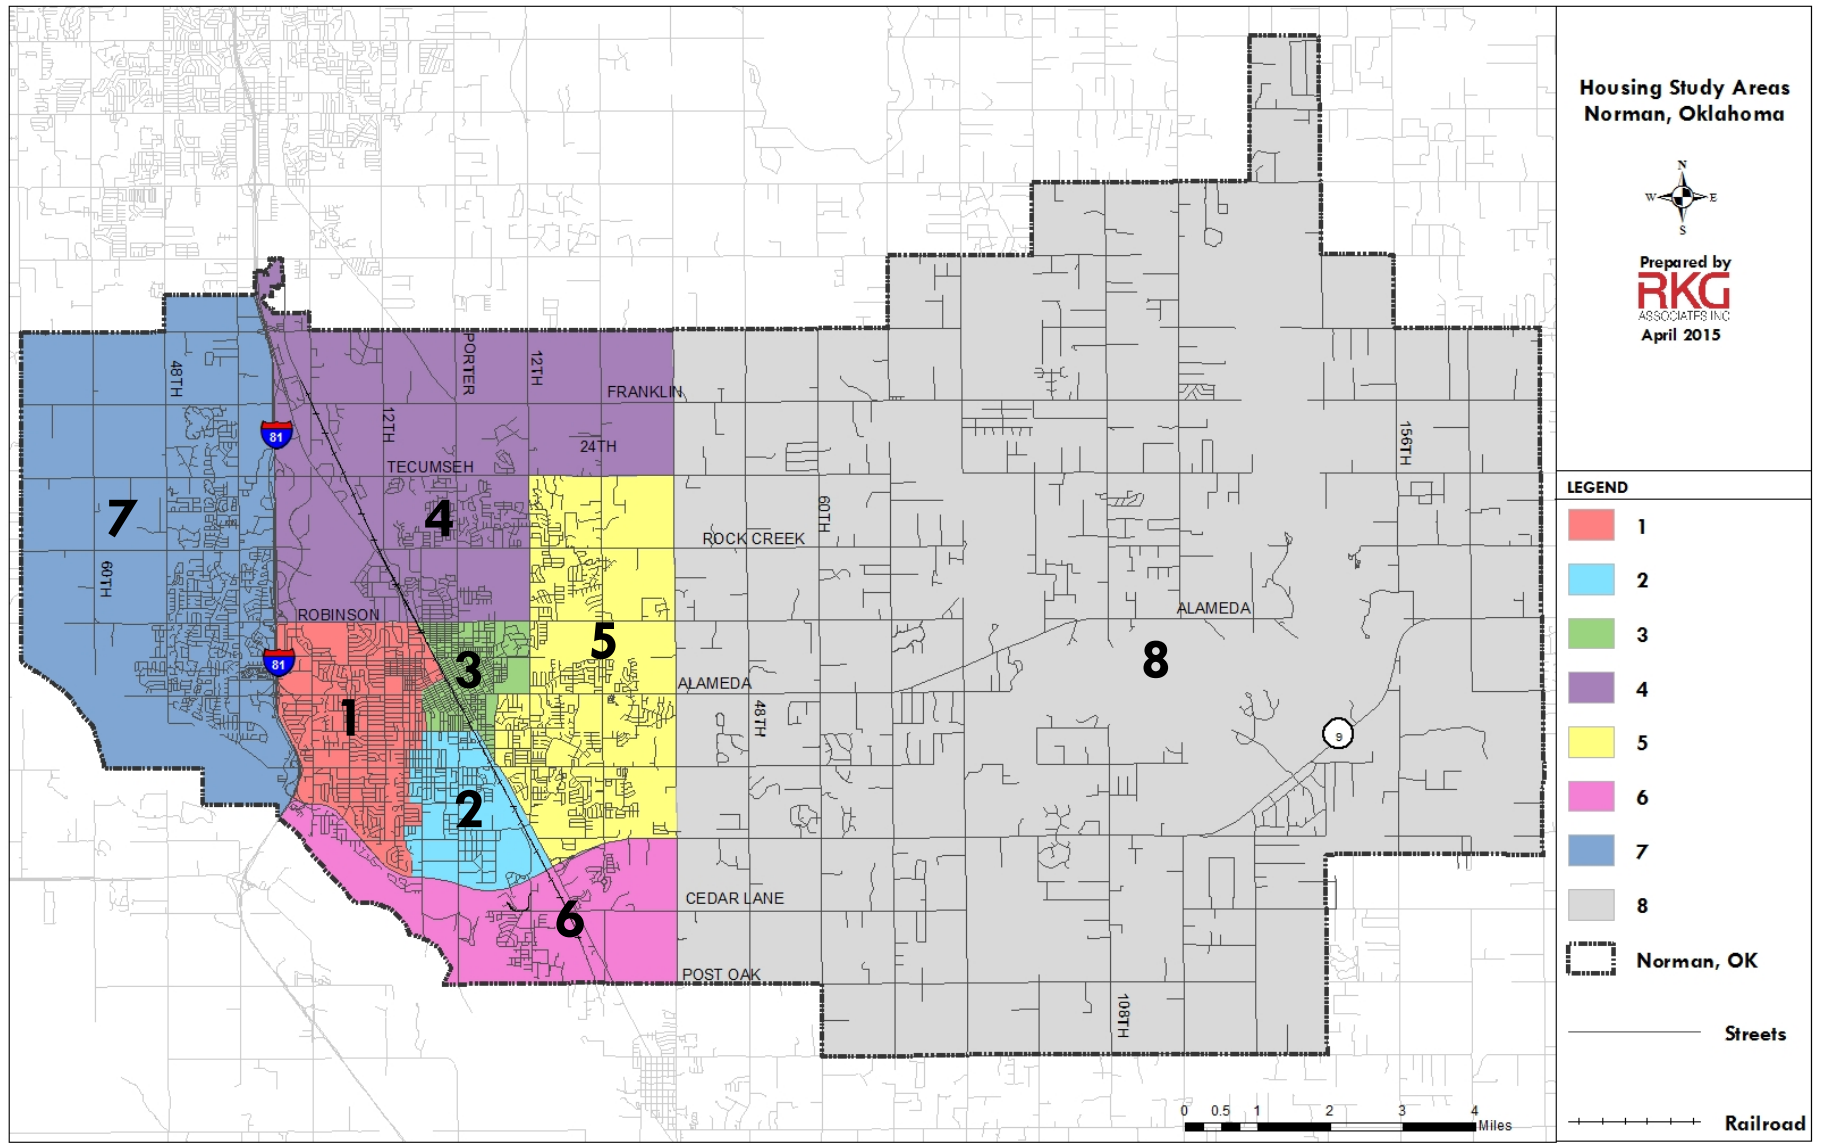 Housing Study Areas
Norman, Oklahoma
N
W E
S
Prepared by
RKG
ASSOCIATES INC
April 2015
LEGEND
1
2
3
4
5
6
7
8
Norman, OK
Streets
Railroad
48TH
PORTER
12TH
FRANKLIN
12TH
24TH
81
TECUMSEH
156TH
7
4
60TH
ROCK CREEK
60TH
ROBINSON
ALAMEDA
5
81
3
8
ALAMEDA
1
48TH
9
2
CEDAR LANE
6
POST OAK
108TH
0 0.5 1 2 3 4
Miles